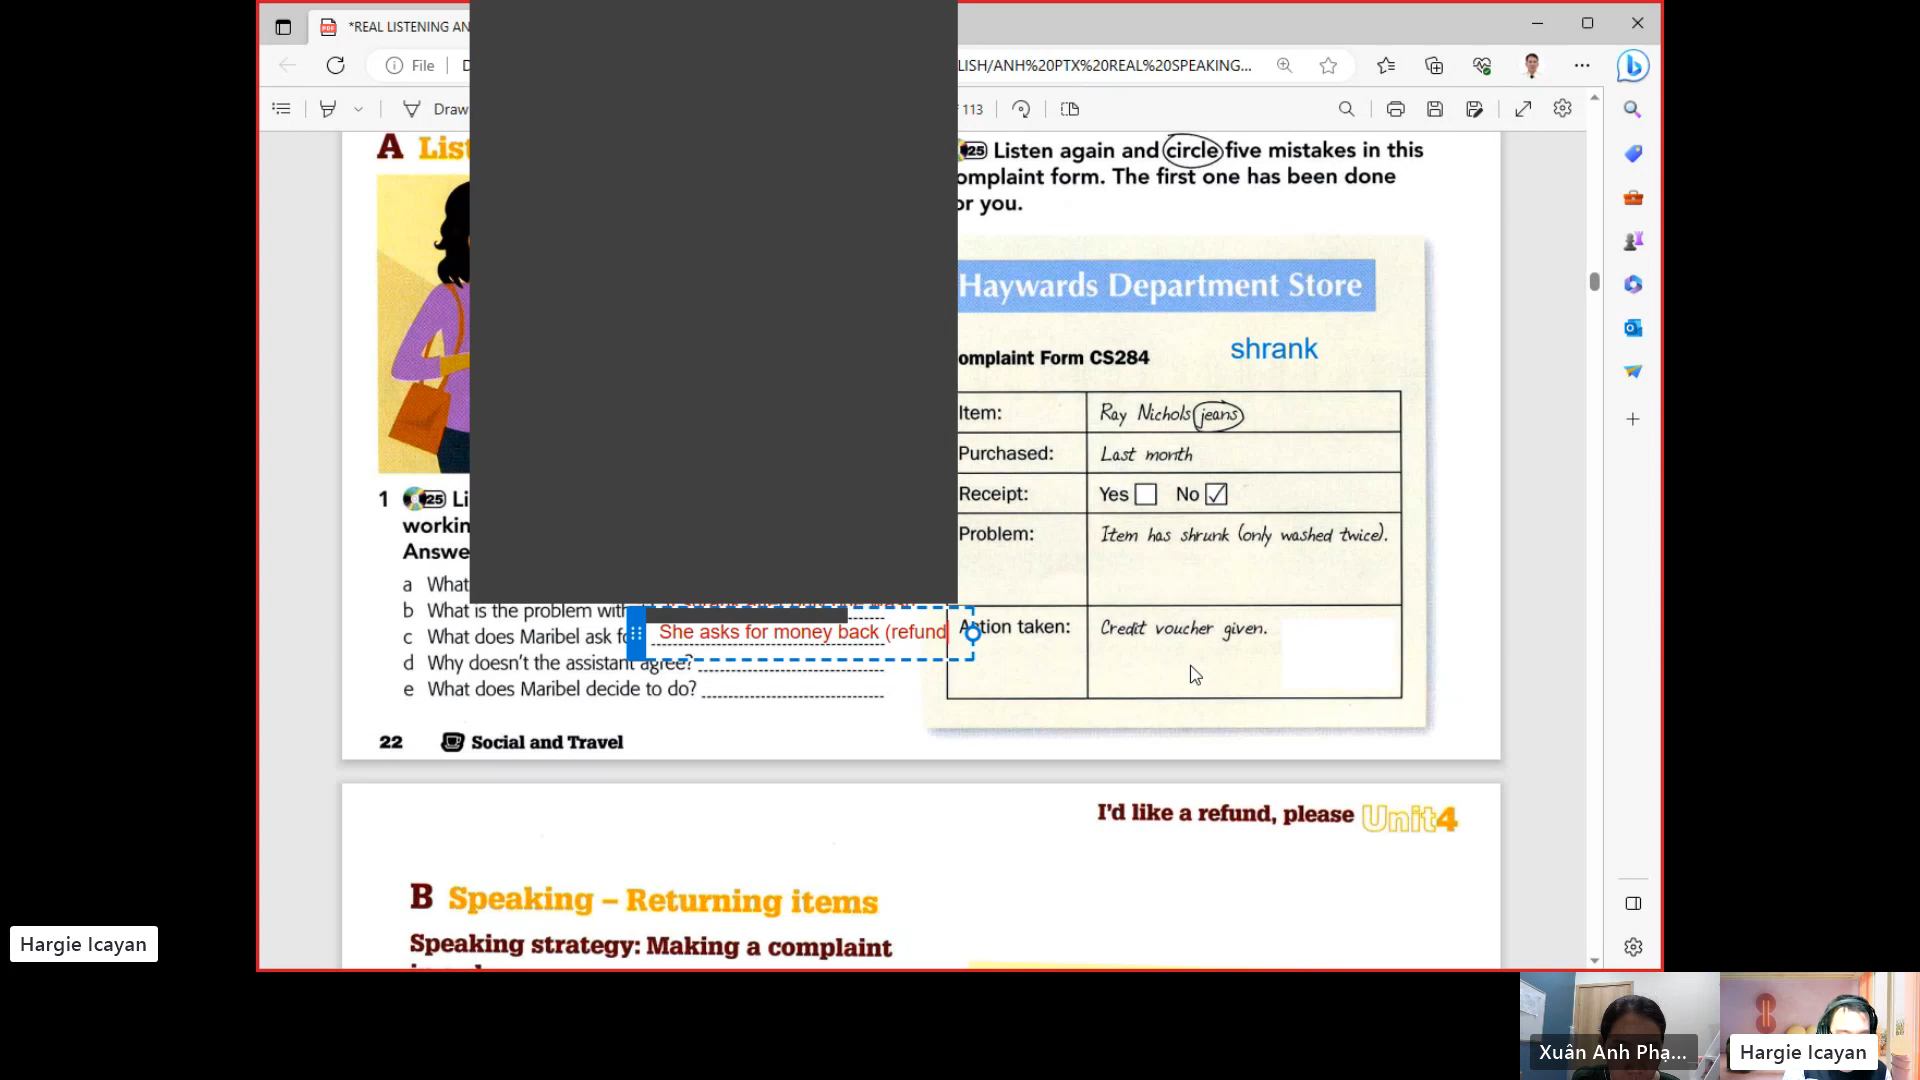 *REAL LISTENING AN
File
D
LISH/ANH%20PTX%20REAL%20SPEAKING...
Draw
113
A List
25 Listen again and circle five mistakes in this
omplaint form. The first one has been done
or you.
Haywards Department Store
omplaint Form CS284
shrank
Item: Ray Nichols jeans
Purchased: Last month
Receipt: Yes No ✓
Problem: Item has shrunk (only washed twice).
Action taken: Credit voucher given.
1 25 Li
workin
Answe
a What
b What is the problem with
c What does Maribel ask fo
She asks for money back (refund
d Why doesn't the assistant agree?
e What does Maribel decide to do?
22 Social and Travel
I'd like a refund, please Unit4
B Speaking – Returning items
Speaking strategy: Making a complaint
Hargie Icayan
Xuân Anh Phạ...
Hargie Icayan